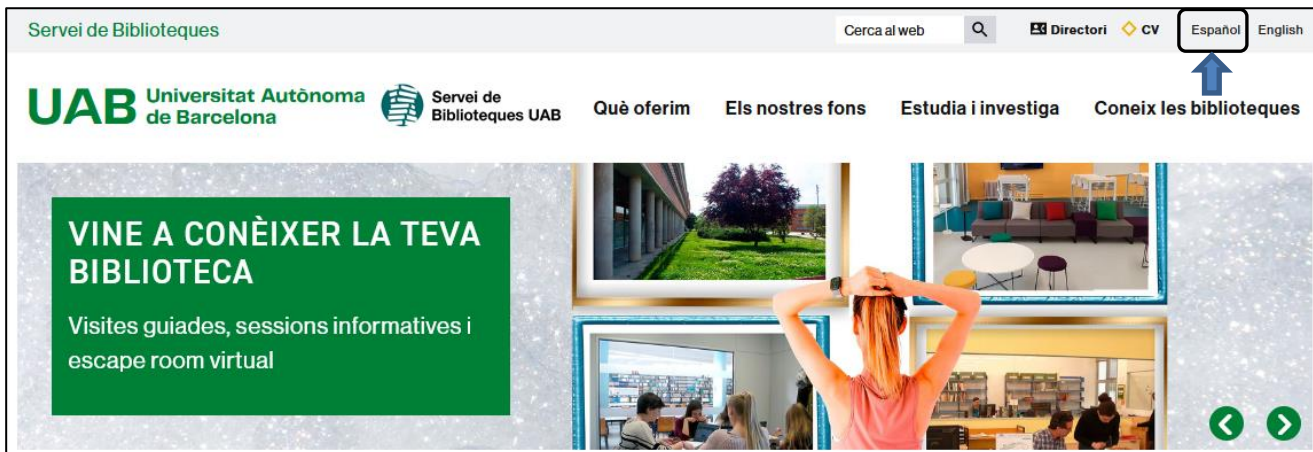 Servei de Biblioteques
Cerca al web
Directori
CV
Español
English
UAB Universitat Autònoma
de Barcelona
Servei de
Biblioteques UAB
Què oferim
Els nostres fons
Estudia i investiga
Coneix les biblioteques
VINE A CONÈIXER LA TEVA
BIBLIOTECA
Visites guiades, sessions informatives i
escape room virtual